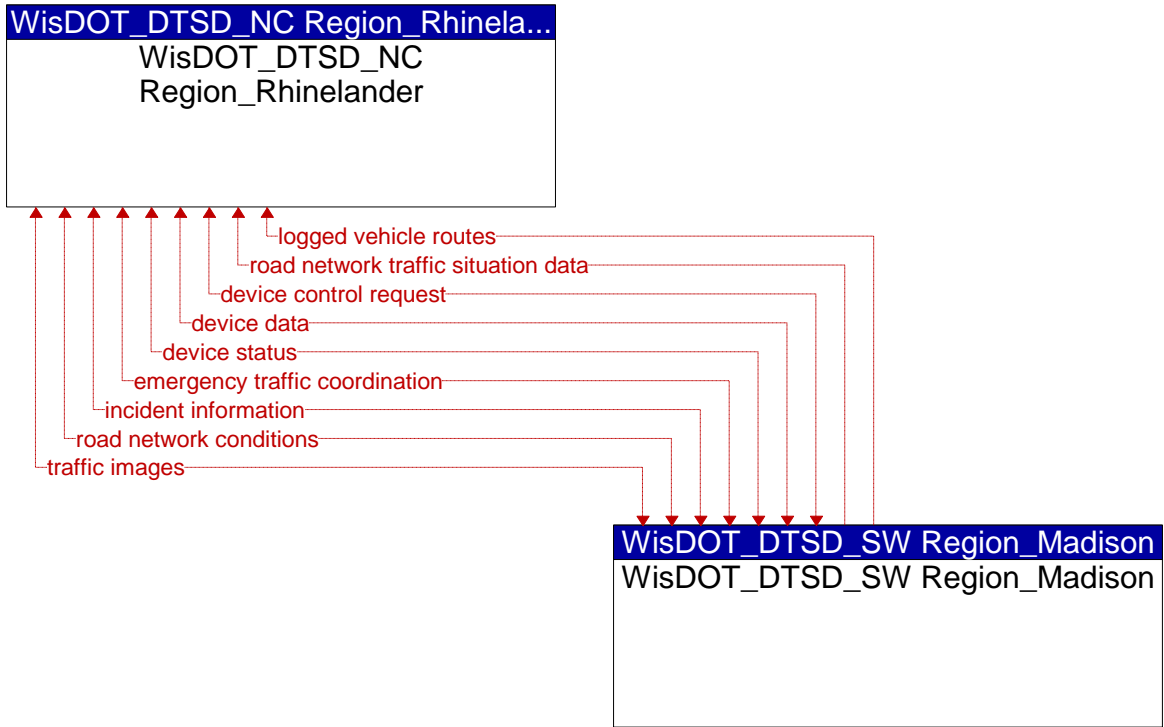 WisDOT_DTSD_NC Region_Rhinela...
WisDOT_DTSD_NC
Region_Rhinelander
logged vehicle routes
road network traffic situation data
device control request
device data
device status
emergency traffic coordination
incident information
road network conditions
traffic images
WisDOT_DTSD_SW Region_Madison
WisDOT_DTSD_SW Region_Madison